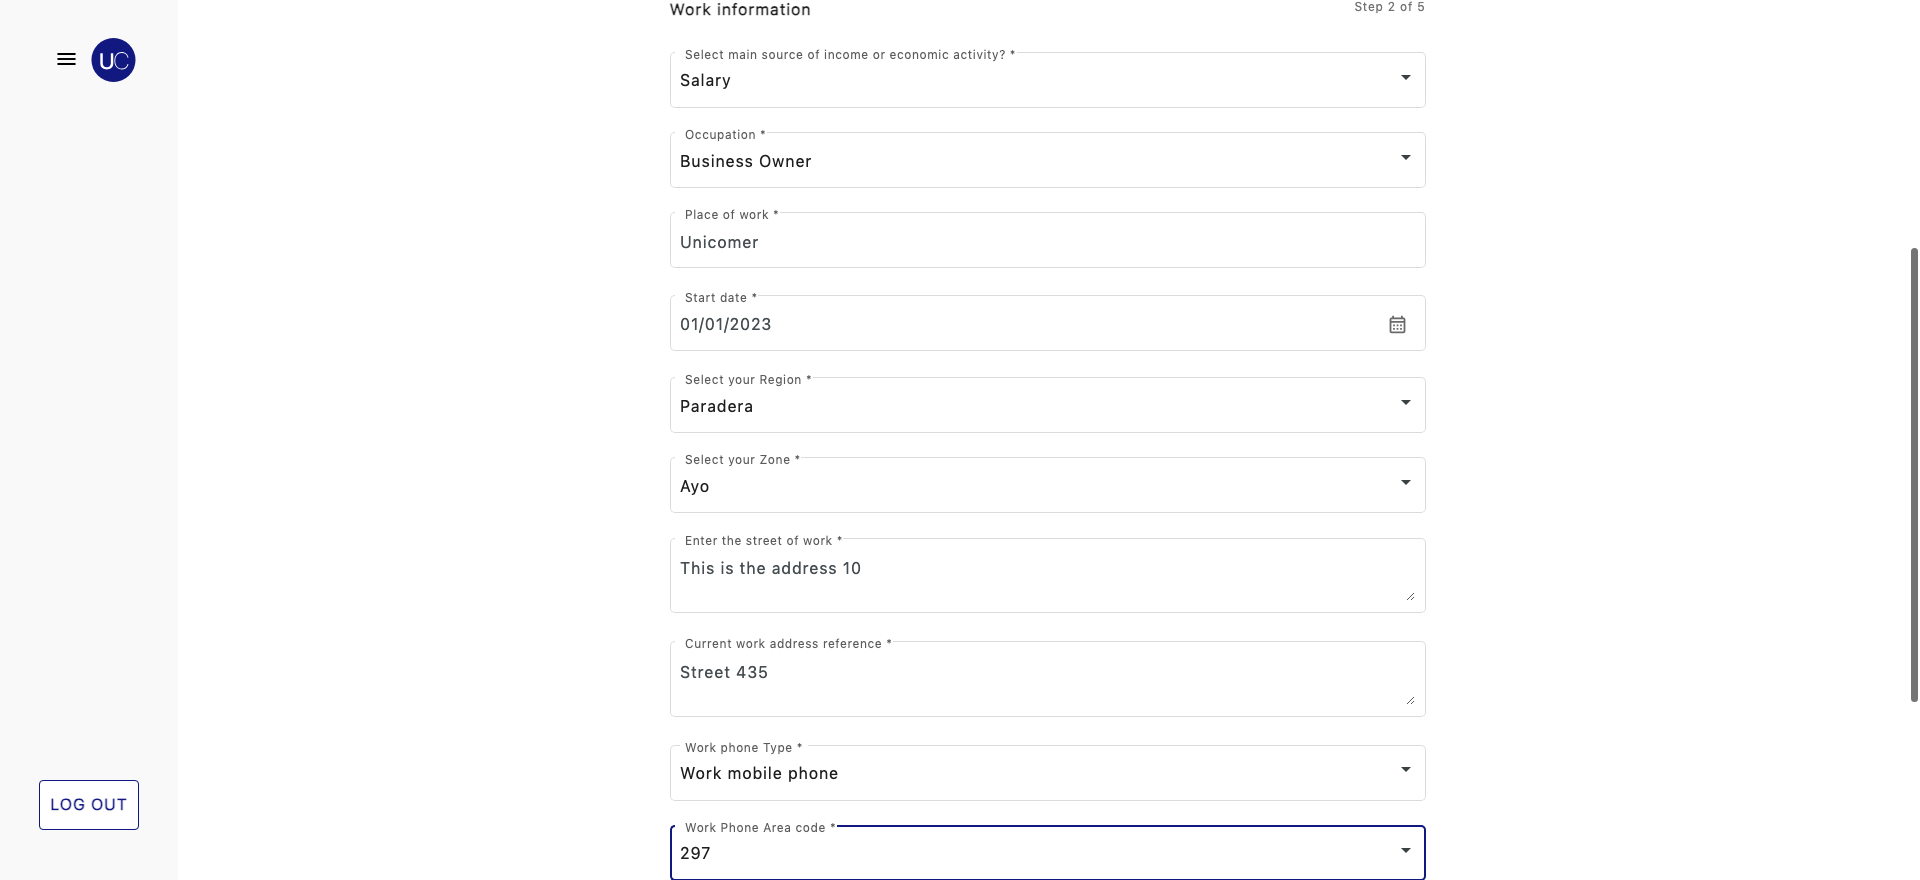 Work information
Step 2 of 5
UC
Select main source of income or economic activity? *
Salary
Occupation *
Business Owner
Place of work *
Unicomer
Start date *
01/01/2023
Select your Region *
Paradera
Select your Zone *
Ayo
Enter the street of work *
This is the address 10
Current work address reference *
Street 435
Work phone Type *
Work mobile phone
LOG OUT
Work Phone Area code *
297